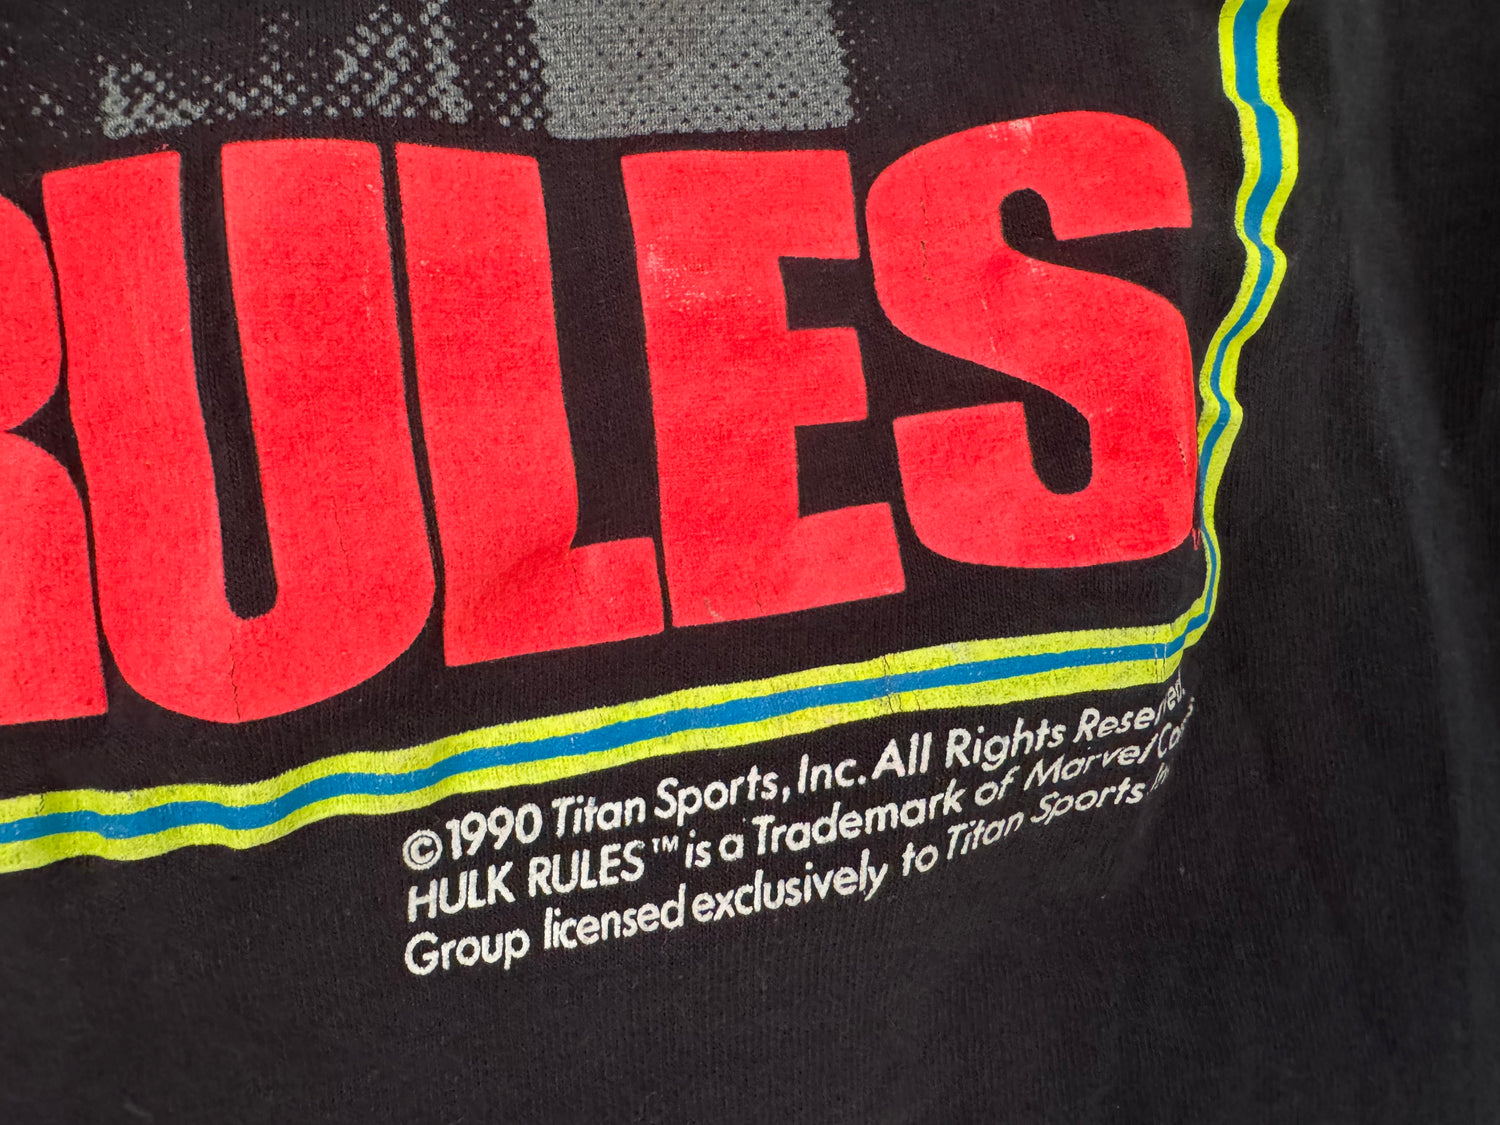 RULES
©1990 Titan Sports, Inc. All Rights Reserved.
HULK RULES™ is a Trademark of Marvel
Group licensed exclusively to Titan Sports